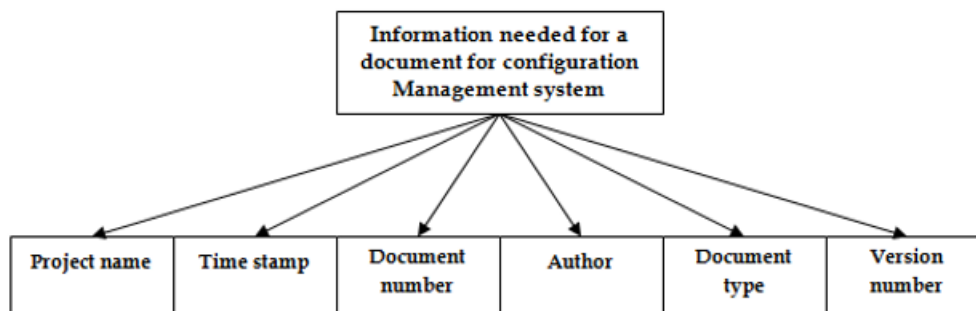 Information needed for a
document for configuration
Management system
Project name
Time stamp
Document
number
Author
Document
type
Version
number